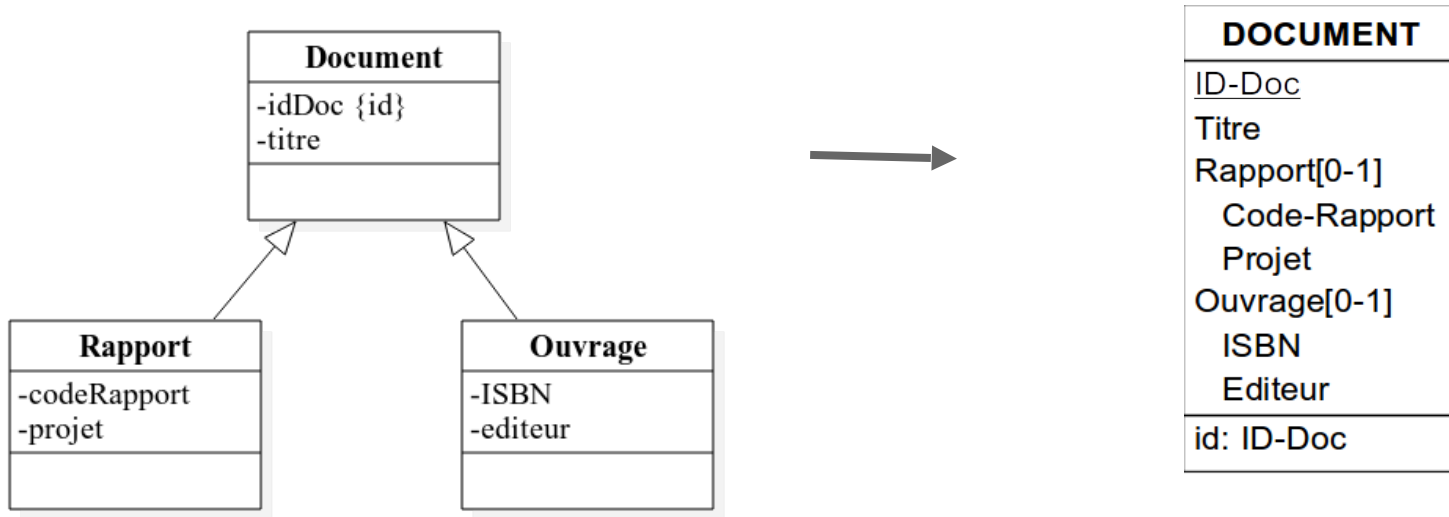 Document
-idDoc {id}
-titre
Rapport
-codeRapport
-projet
Ouvrage
-ISBN
-editeur
DOCUMENT
ID-Doc
Titre
Rapport[0-1]
Code-Rapport
Projet
Ouvrage[0-1]
ISBN
Editeur
id: ID-Doc